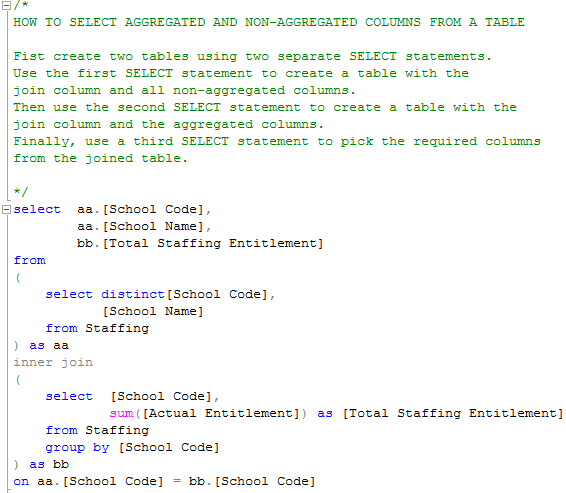 /*
HOW TO SELECT AGGREGATED AND NON-AGGREGATED COLUMNS FROM A TABLE
Fist create two tables using two separate SELECT statements.
Use the first SELECT statement to create a table with the
join column and all non-aggregated columns.
Then use the second SELECT statement to create a table with the
join column and the aggregated columns.
Finally, use a third SELECT statement to pick the required columns
from the joined table.
*/
select  aa.[School Code],
        aa.[School Name],
        bb.[Total Staffing Entitlement]
from
(
    select distinct[School Code],
           [School Name]
    from Staffing
) as aa
inner join
(
    select  [School Code],
            sum([Actual Entitlement]) as [Total Staffing Entitlement]
    from Staffing
    group by [School Code]
) as bb
on aa.[School Code] = bb.[School Code]